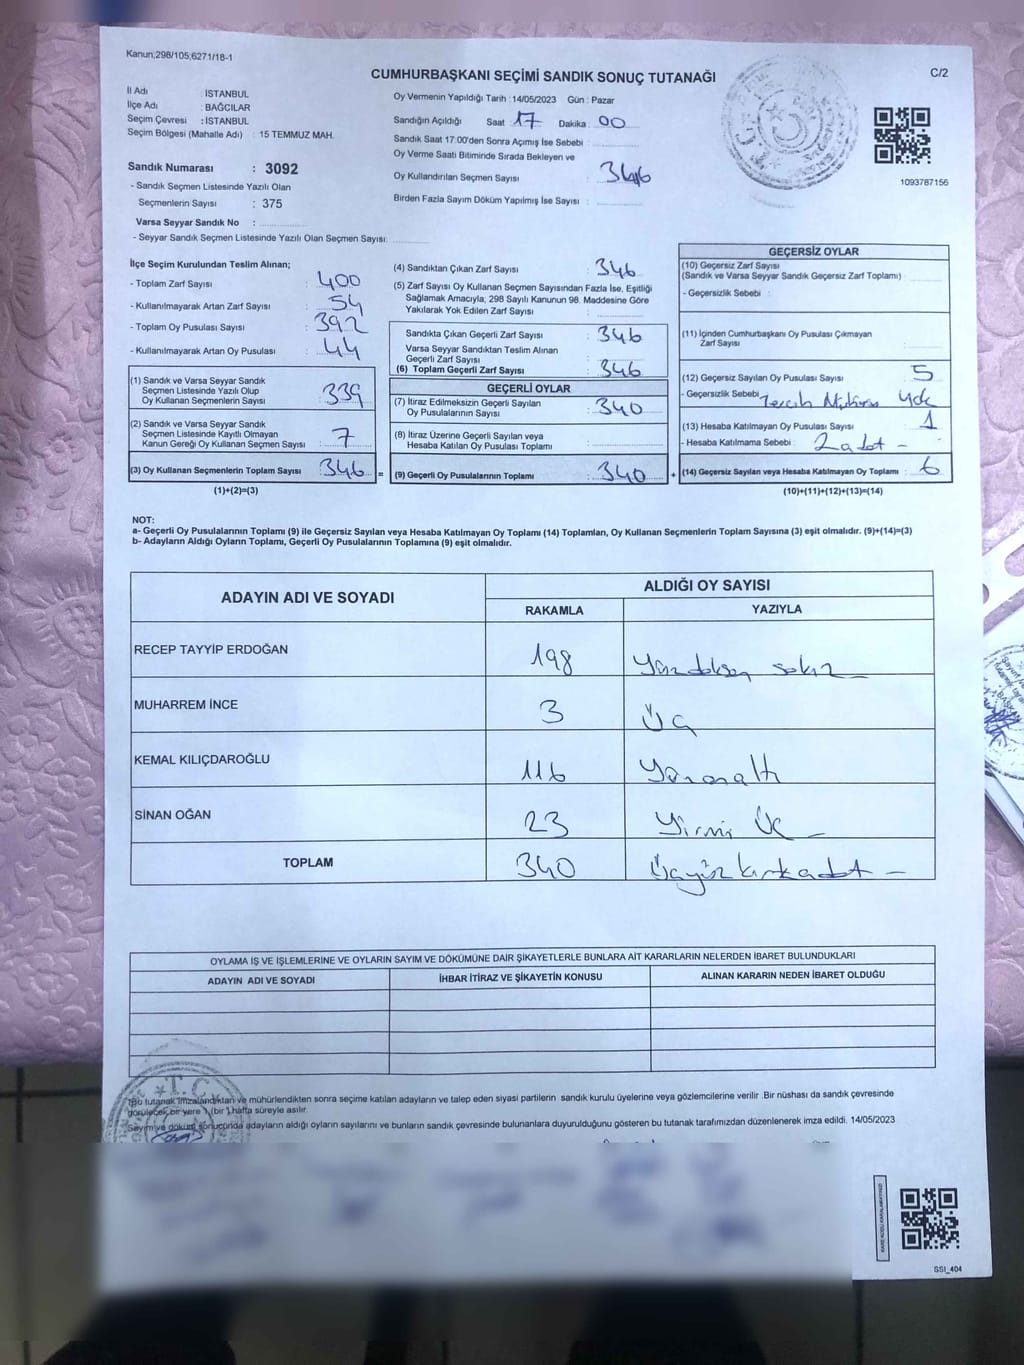 Kanun,298/105,6271/18-1
CUMHURBAŞKANI SEÇİMİ SANDIK SONUÇ TUTANAĞI
C/2
İl Adı : İSTANBUL
İlçe Adı : BAĞCILAR
Seçim Çevresi : İSTANBUL
Seçim Bölgesi (Mahalle Adı) : 15 TEMMUZ MAH.
Sandık Numarası : 3092
- Sandık Seçmen Listesinde Yazılı Olan
Seçmenlerin Sayısı : 375
Varsa Seyyar Sandık No :
- Seyyar Sandık Seçmen Listesinde Yazılı Olan Seçmen Sayısı:
Oy Vermenin Yapıldığı Tarih : 14/05/2023 Gün : Pazar
Sandığın Açıldığı Saat 17 Dakika 00
Sandık Saat 17:00'den Sonra Açımış İse Sebebi :
Oy Verme Saati Bitiminde Sırada Bekleyen ve
Oy Kullandırılan Seçmen Sayısı : 346
Birden Fazla Sayım Döküm Yapılmış İse Sayısı :
1093787156
İlçe Seçim Kurulundan Teslim Alınan;
- Toplam Zarf Sayısı : 400
- Kullanılmayarak Artan Zarf Sayısı : 54
- Toplam Oy Pusulası Sayısı : 392
- Kullanılmayarak Artan Oy Pusulası : 44
(1) Sandık ve Varsa Seyyar Sandık
Seçmen Listesinde Yazılı Olup
Oy Kullanan Seçmenlerin Sayısı : 339
(2) Sandık ve Varsa Seyyar Sandık
Seçmen Listesinde Kayıtlı Olmayan
Kanun Gereği Oy Kullanan Seçmen Sayısı : 7
(3) Oy Kullanan Seçmenlerin Toplam Sayısı : 346 =
(1)+(2)=(3)
(4) Sandıktan Çıkan Zarf Sayısı : 346
(5) Zarf Sayısı Oy Kullanan Seçmen Sayısından Fazla İse, Eşitliği
Sağlamak Amacıyla; 298 Sayılı Kanunun 98. Maddesine Göre
Yakılarak Yok Edilen Zarf Sayısı :
Sandıkta Çıkan Geçerli Zarf Sayısı : 346
Varsa Seyyar Sandıktan Teslim Alınan
Geçerli Zarf Sayısı :
(6) Toplam Geçerli Zarf Sayısı : 346
GEÇERLİ OYLAR
(7) İtiraz Edilmeksizin Geçerli Sayılan
Oy Pusulalarının Sayısı : 340
(8) İtiraz Üzerine Geçerli Sayılan veya
Hesaba Katılan Oy Pusulası Toplamı :
(9) Geçerli Oy Pusulalarının Toplamı : 340 +
GEÇERSİZ OYLAR
(10) Geçersiz Zarf Sayısı
(Sandık ve Varsa Seyyar Sandık Geçersiz Zarf Toplamı) :
- Geçersizlik Sebebi :
(11) İçinden Cumhurbaşkanı Oy Pusulası Çıkmayan
Zarf Sayısı :
(12) Geçersiz Sayılan Oy Pusulası Sayısı : 5
- Geçersizlik Sebebi : Tercih Mührü Yok
(13) Hesaba Katılmayan Oy Pusulası Sayısı : 1
- Hesaba Katılmama Sebebi : 2 adet -
(14) Geçersiz Sayılan veya Hesaba Katılmayan Oy Toplamı : 6
(10)+(11)+(12)+(13)=(14)
NOT:
a- Geçerli Oy Pusulalarının Toplamı (9) ile Geçersiz Sayılan veya Hesaba Katılmayan Oy Toplamı (14) Toplamları, Oy Kullanan Seçmenlerin Toplam Sayısına (3) eşit olmalıdır. (9)+(14)=(3)
b- Adayların Aldığı Oyların Toplamı, Geçerli Oy Pusulalarının Toplamına (9) eşit olmalıdır.
ADAYIN ADI VE SOYADI
ALDIĞI OY SAYISI
RAKAMLA YAZIYLA
RECEP TAYYİP ERDOĞAN 198 Yüzdoksan sekiz
MUHARREM İNCE 3 Üç
KEMAL KILIÇDAROĞLU 116 Yüzonaltı
SİNAN OĞAN 23 Yirmi Üç -
TOPLAM 340 Üçyüzkırkadet -
OYLAMA İŞ VE İŞLEMLERİNE VE OYLARIN SAYIM VE DÖKÜMÜNE DAİR ŞİKAYETLERLE BUNLARA AİT KARARLARIN NELERDEN İBARET BULUNDUKLARI
ADAYIN ADI VE SOYADI İHBAR İTİRAZ VE ŞİKAYETİN KONUSU ALINAN KARARIN NEDEN İBARET OLDUĞU
T.C.
İşbu tutanak imzalandıktan ve mühürlendikten sonra seçime katılan adayların ve talep eden siyasi partilerin sandık kurulu üyelerine veya gözlemcilerine verilir .Bir nüshası da sandık çevresinde
görülecek bir yere 1 (bir ) hafta süreyle asılır.
Sayım ve döküm sonucunda adayların aldığı oyların sayılarını ve bunların sandık çevresinde bulunanlara duyurulduğunu gösteren bu tutanak tarafımızdan düzenlenerek imza edildi. 14/05/2023
SSI_404